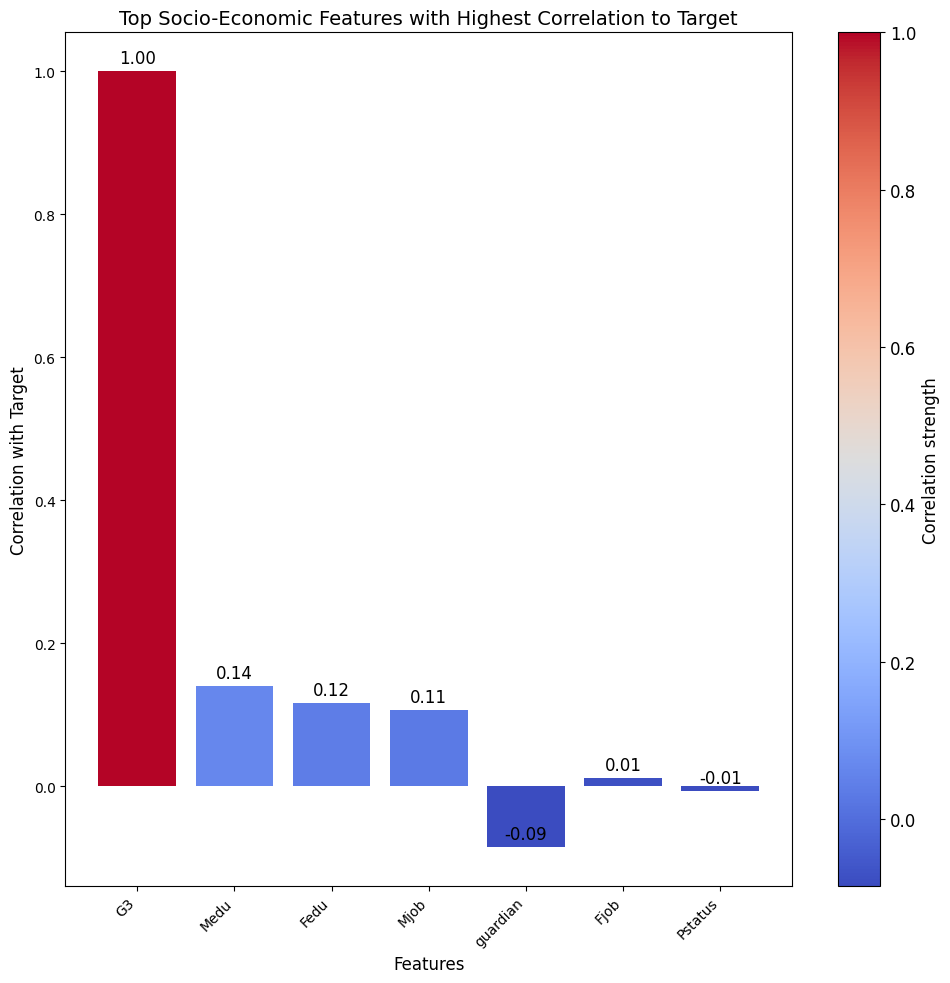 Top Socio-Economic Features with Highest Correlation to Target
Correlation with Target
1.0
0.8
0.6
0.4
0.2
0.0
1.00
0.14
0.12
0.11
-0.09
0.01
-0.01
G3
Medu
Fedu
Mjob
guardian
Fjob
Pstatus
Features
1.0
0.8
0.6
0.4
0.2
0.0
Correlation strength